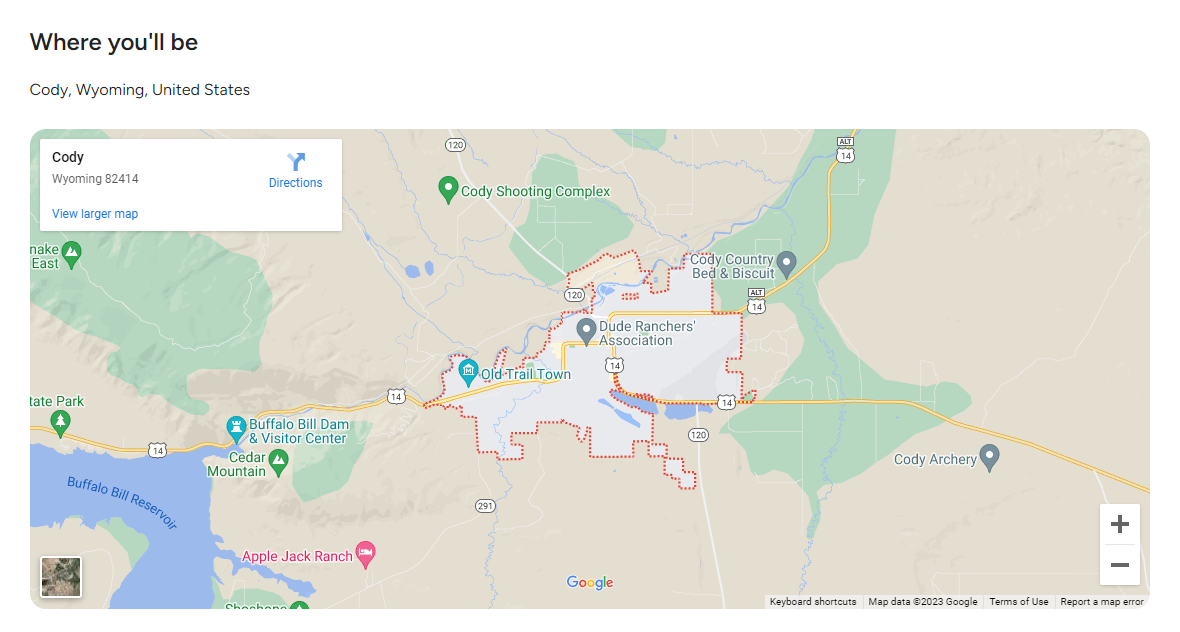 Where you'll be
Cody, Wyoming, United States
Cody
Wyoming 82414
Directions
View larger map
120
ALT
14
Cody Shooting Complex
nake
East
Cody Country
Bed & Biscuit
120
ALT
14
Dude Ranchers'
Association
14
Old Trail Town
14
14
tate Park
Buffalo Bill Dam
& Visitor Center
120
14
Cedar
Mountain
Cody Archery
Buffalo Bill Reservoir
291
Apple Jack Ranch
Google
Shoshone
Keyboard shortcuts
Map data ©2023 Google
Terms of Use
Report a map error